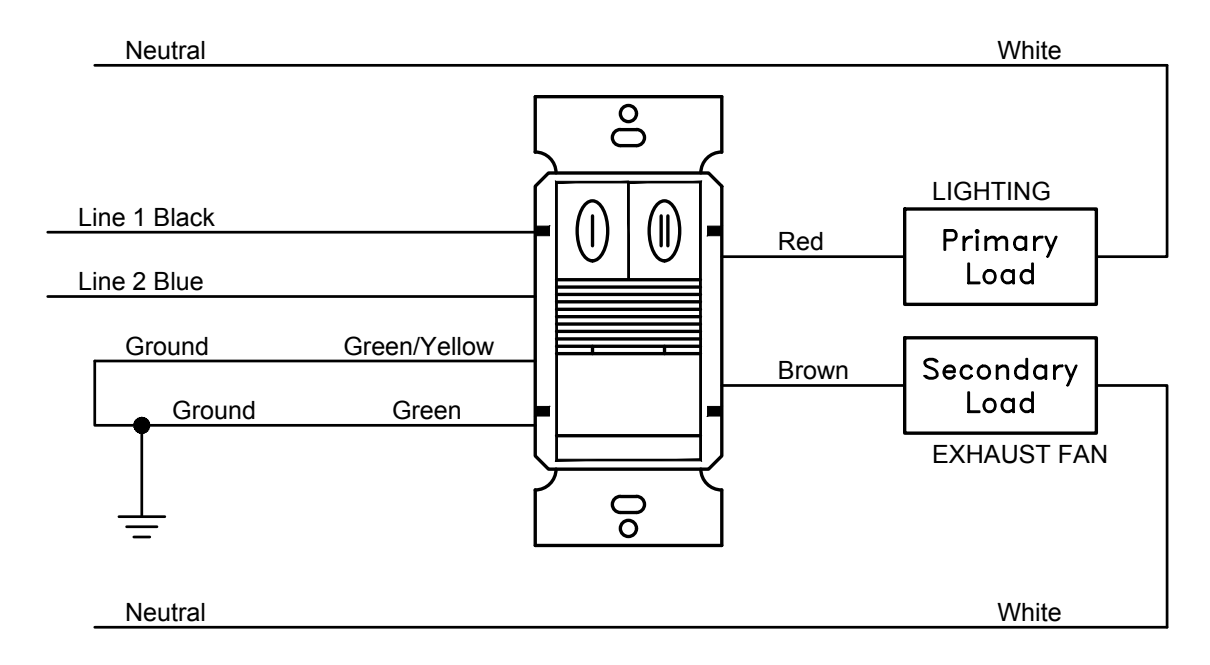 Neutral
White
Line 1 Black
I
II
LIGHTING
Red
Primary
Load
Line 2 Blue
Ground
Green/Yellow
Brown
Secondary
Load
Ground
Green
EXHAUST FAN
Neutral
White